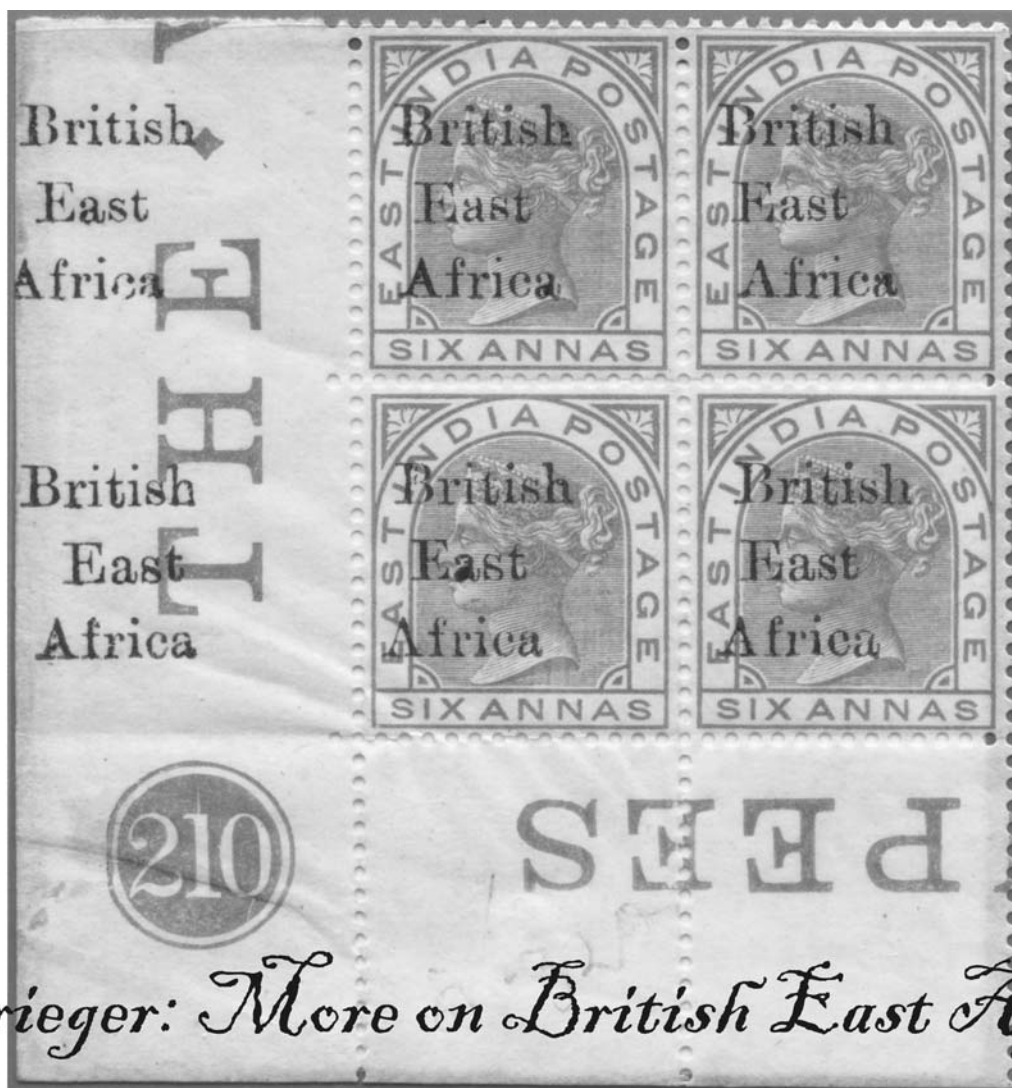 British
East
Africa
EAST INDIA POSTAGE
British
East
Africa
SIX ANNAS
EAST INDIA POSTAGE
British
East
Africa
SIX ANNAS
THE
British
East
Africa
EAST INDIA POSTAGE
British
East
Africa
SIX ANNAS
EAST INDIA POSTAGE
British
East
Africa
SIX ANNAS
210
PEES
rieger: More on British East A